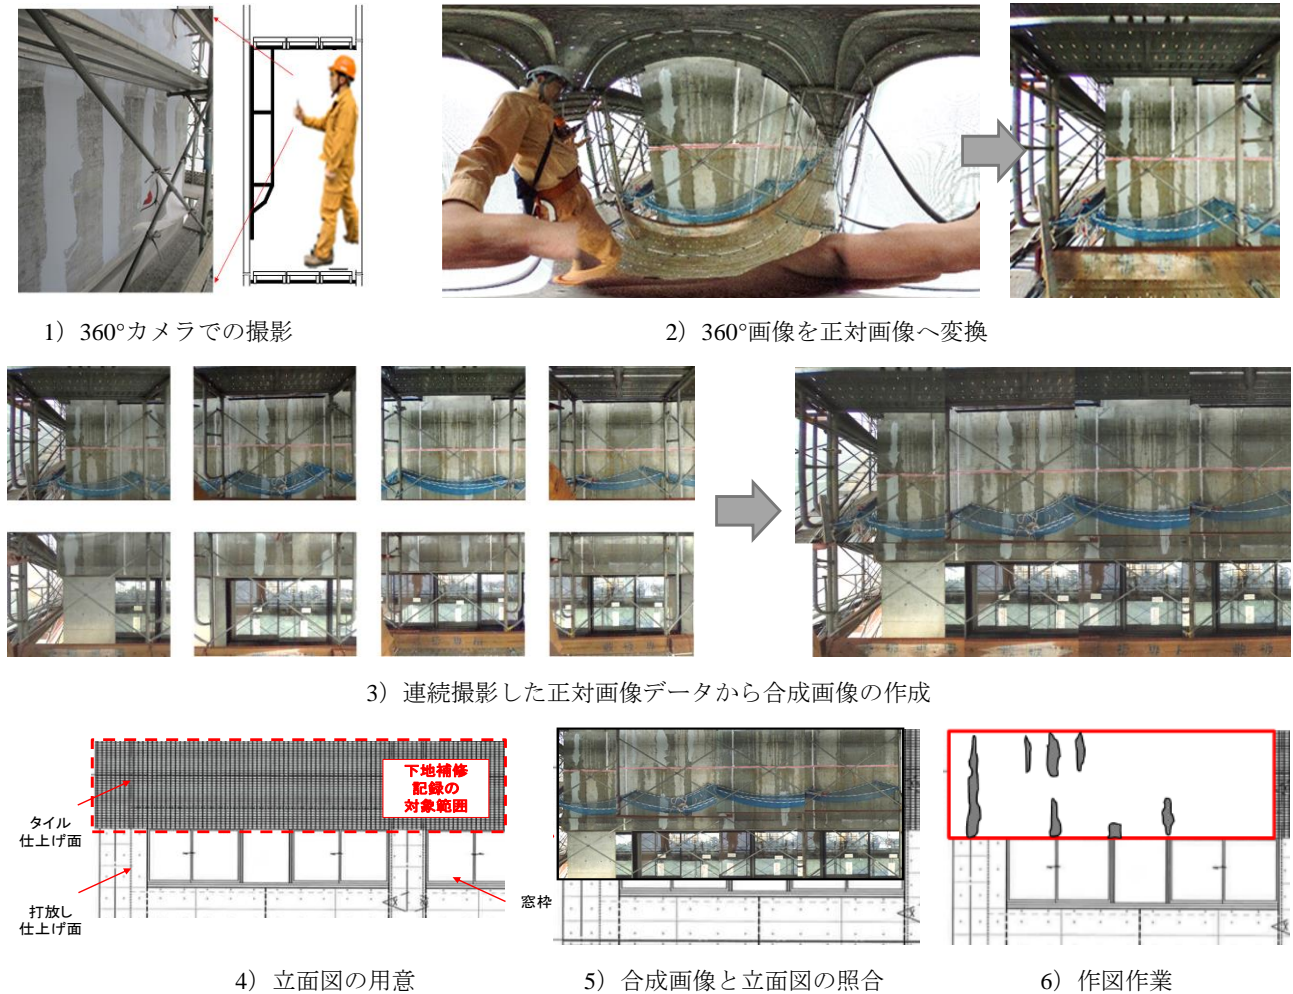 1）360°カメラでの撮影
2）360°画像を正対画像へ変換
3）連続撮影した正対画像データから合成画像の作成
下地補修
記録の
対象範囲
タイル
仕上げ面
打放し
仕上げ面
窓枠
4）立面図の用意
5）合成画像と立面図の照合
6）作図作業